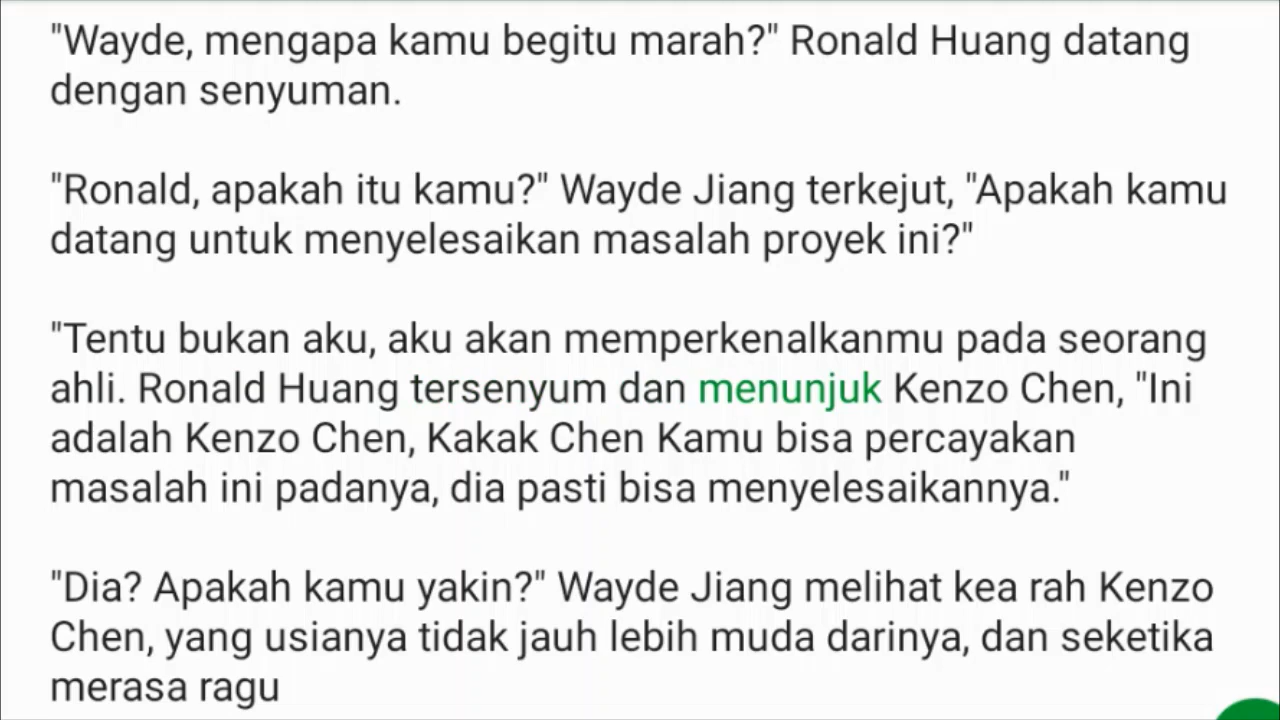 "Wayde, mengapa kamu begitu marah?" Ronald Huang datang
dengan senyuman.
"Ronald, apakah itu kamu?" Wayde Jiang terkejut, "Apakah kamu
datang untuk menyelesaikan masalah proyek ini?"
"Tentu bukan aku, aku akan memperkenalkanmu pada seorang
ahli. Ronald Huang tersenyum dan menunjuk Kenzo Chen, "Ini
adalah Kenzo Chen, Kakak Chen Kamu bisa percayakan
masalah ini padanya, dia pasti bisa menyelesaikannya."
"Dia? Apakah kamu yakin?" Wayde Jiang melihat kea rah Kenzo
Chen, yang usianya tidak jauh lebih muda darinya, dan seketika
merasa ragu